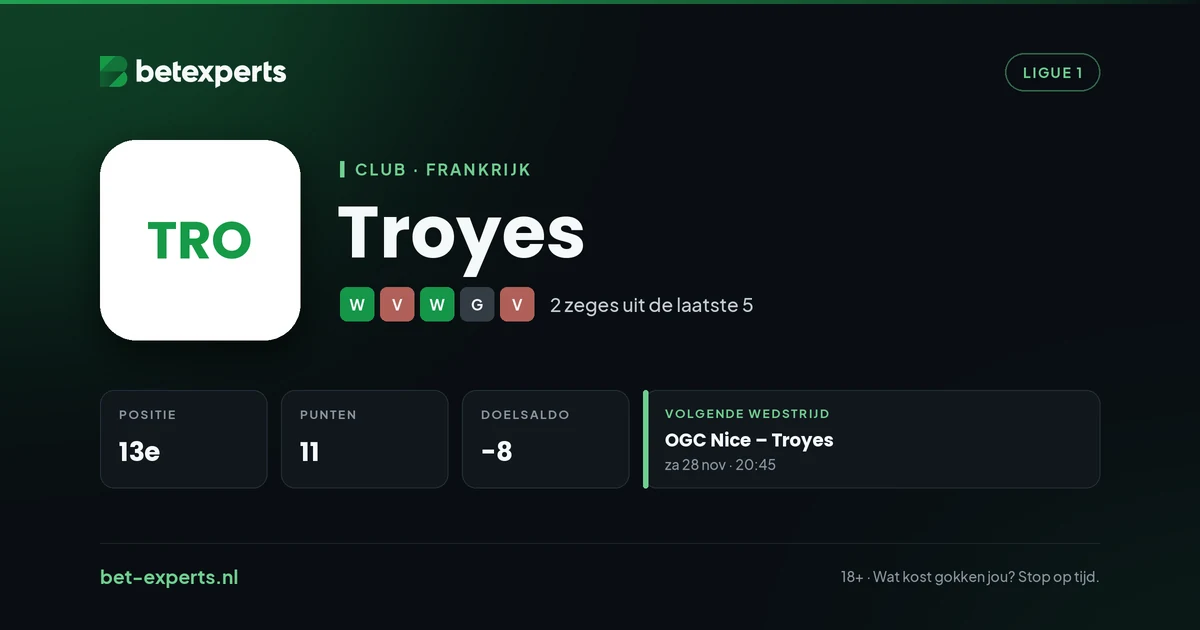 betexperts
LIGUE 1
TRO
CLUB · FRANKRIJK
Troyes
W V W G V 2 zeges uit de laatste 5
POSITIE
13e
PUNTEN
11
DOELSALDO
-8
VOLGENDE WEDSTRIJD
OGC Nice – Troyes
za 28 nov · 20:45
bet-experts.nl
18+ · Wat kost gokken jou? Stop op tijd.